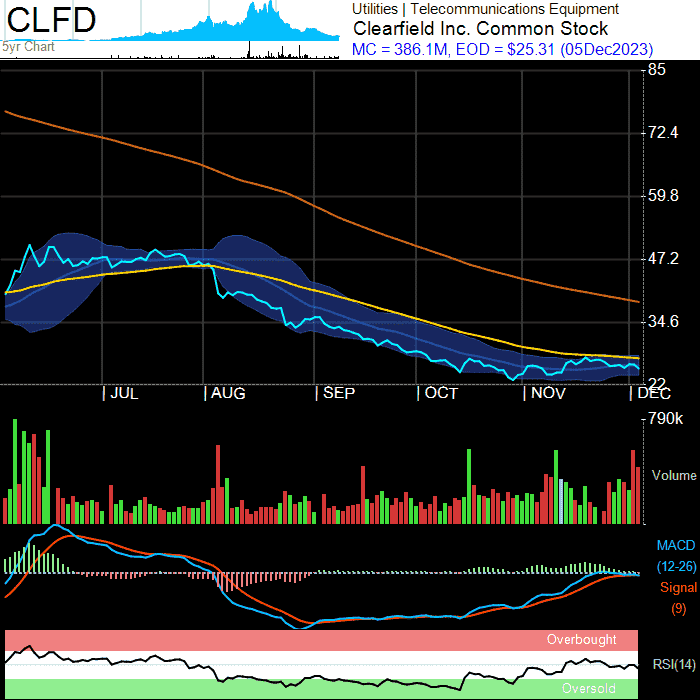 CLFD
5yr Chart
Utilities | Telecommunications Equipment
Clearfield Inc. Common Stock
MC = 386.1M, EOD = $25.31 (05Dec2023)
85
72.4
59.8
47.2
34.6
22
JUL AUG SEP OCT NOV DEC
790k
Volume
MACD
(12-26)
Signal
(9)
Overbought
RSI(14)
Oversold